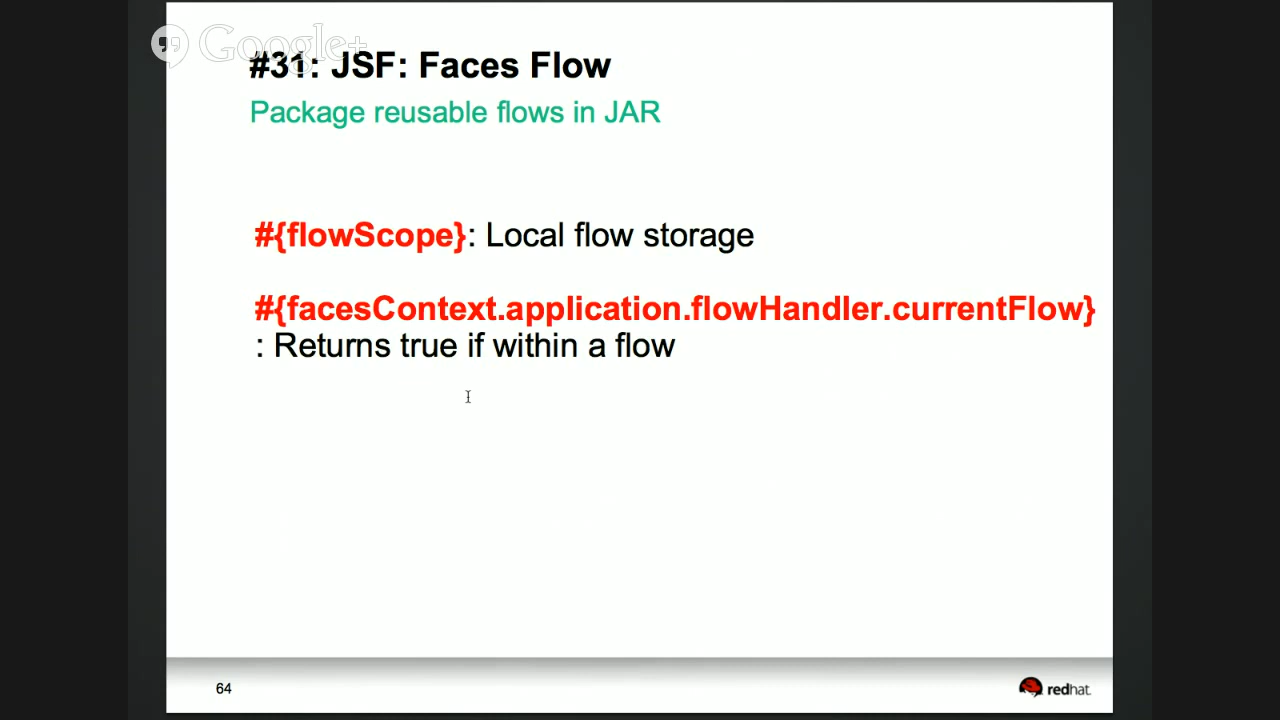 Google+
#31: JSF: Faces Flow
Package reusable flows in JAR
#{flowScope}: Local flow storage
#{facesContext.application.flowHandler.currentFlow}
: Returns true if within a flow
64
redhat.